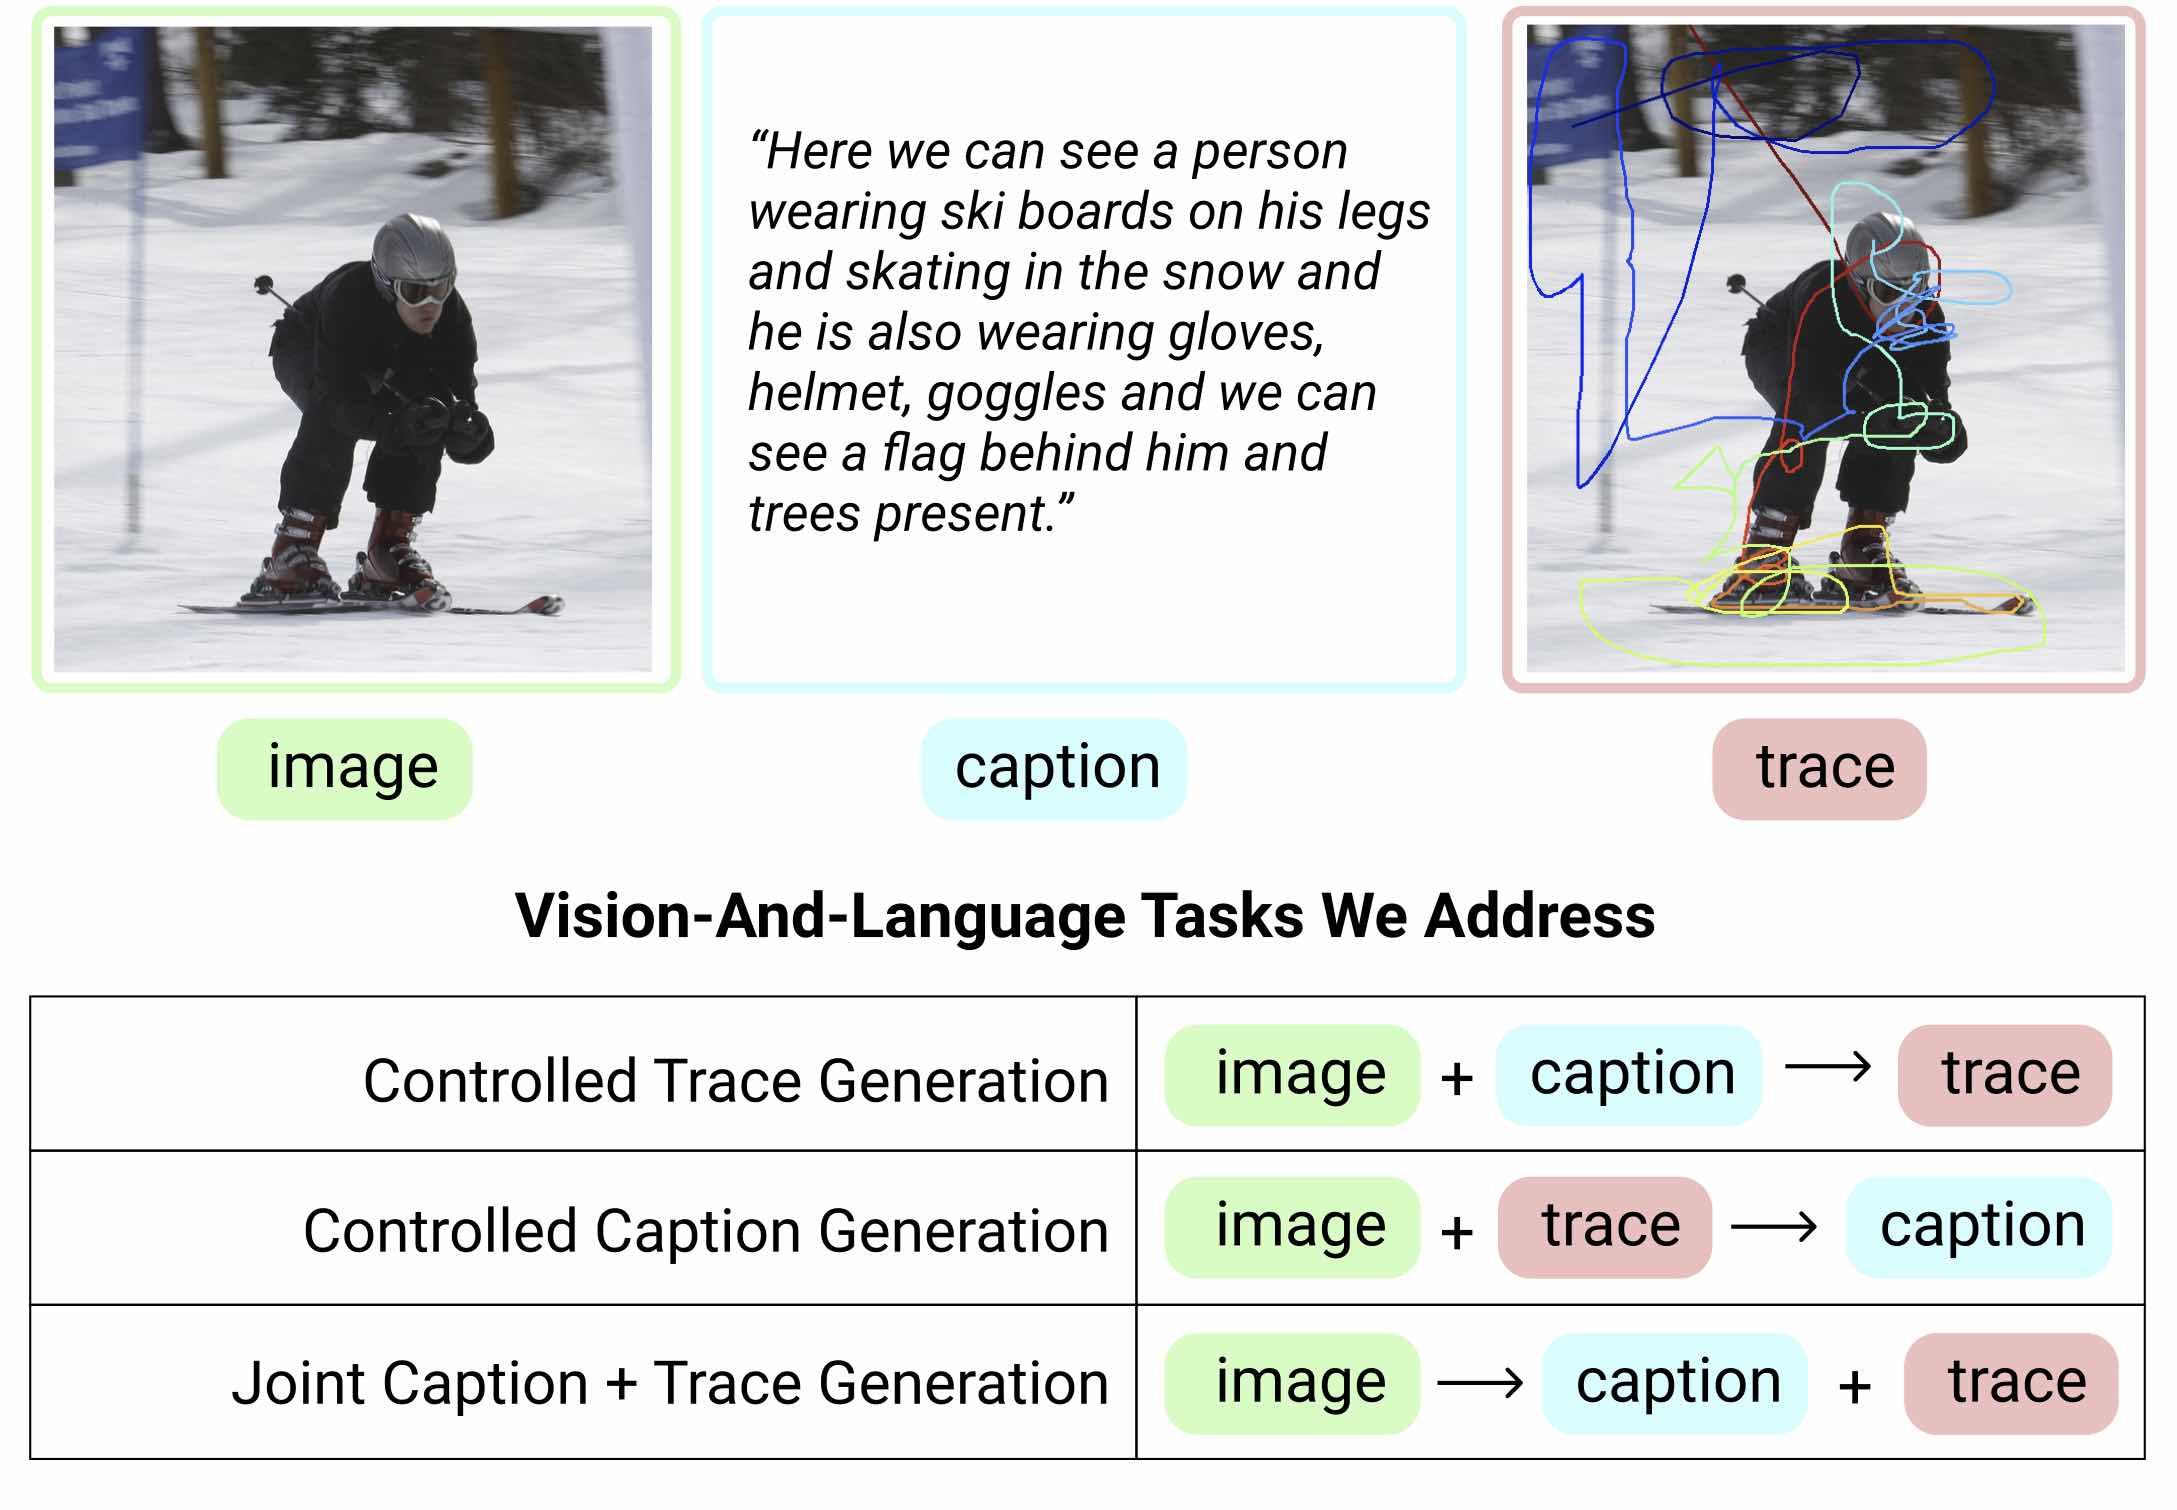 “Here we can see a person
wearing ski boards on his legs
and skating in the snow and
he is also wearing gloves,
helmet, goggles and we can
see a flag behind him and
trees present.”
image
caption
trace
Vision-And-Language Tasks We Address
Controlled Trace Generation image + caption ⟶ trace
Controlled Caption Generation image + trace ⟶ caption
Joint Caption + Trace Generation image ⟶ caption + trace